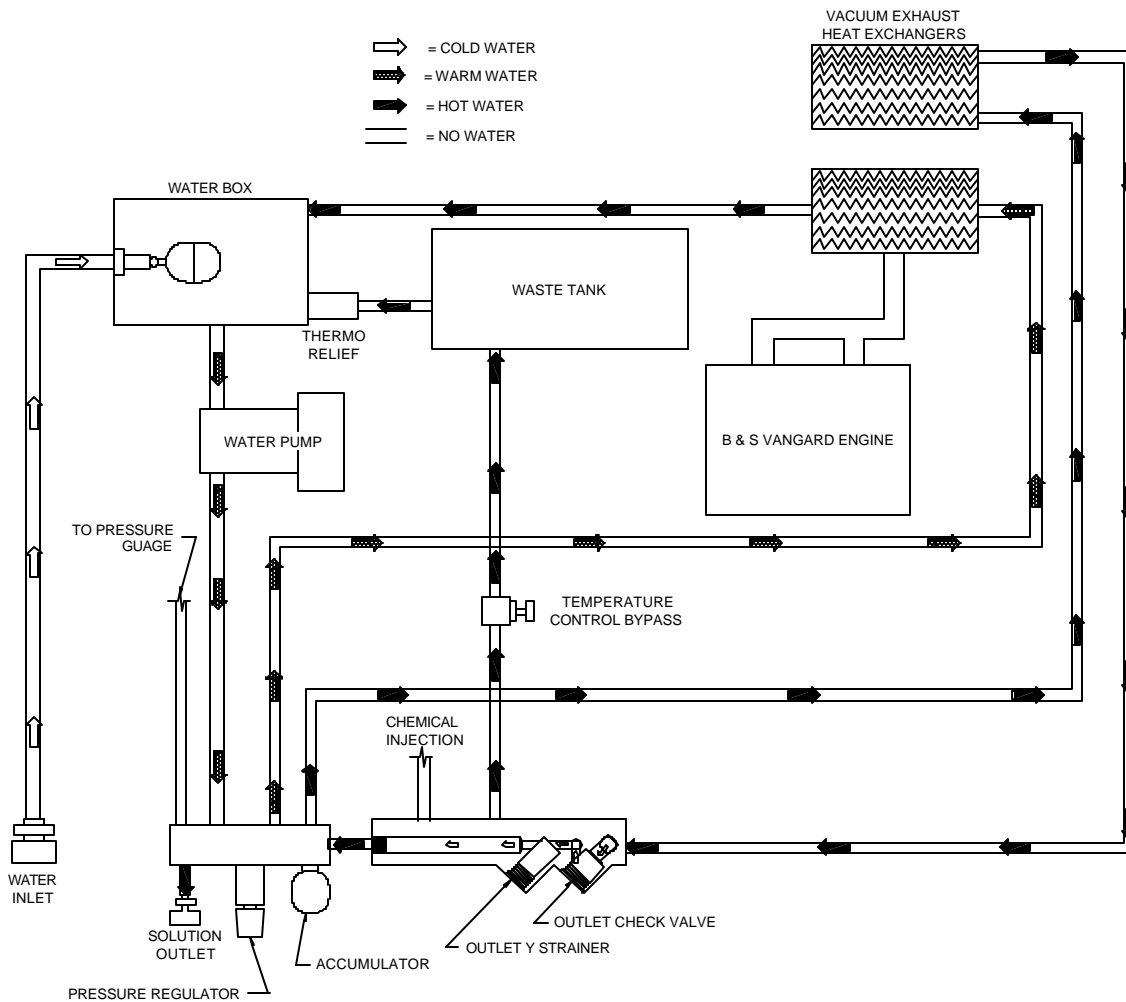 VACUUM EXHAUST
HEAT EXCHANGERS
= COLD WATER
= WARM WATER
= HOT WATER
= NO WATER
WATER BOX
WASTE TANK
THERMO
RELIEF
WATER PUMP
B & S VANGARD ENGINE
TO PRESSURE
GUAGE
TEMPERATURE
CONTROL BYPASS
CHEMICAL
INJECTION
WATER
INLET
SOLUTION
OUTLET
OUTLET CHECK VALVE
OUTLET Y STRAINER
ACCUMULATOR
PRESSURE REGULATOR